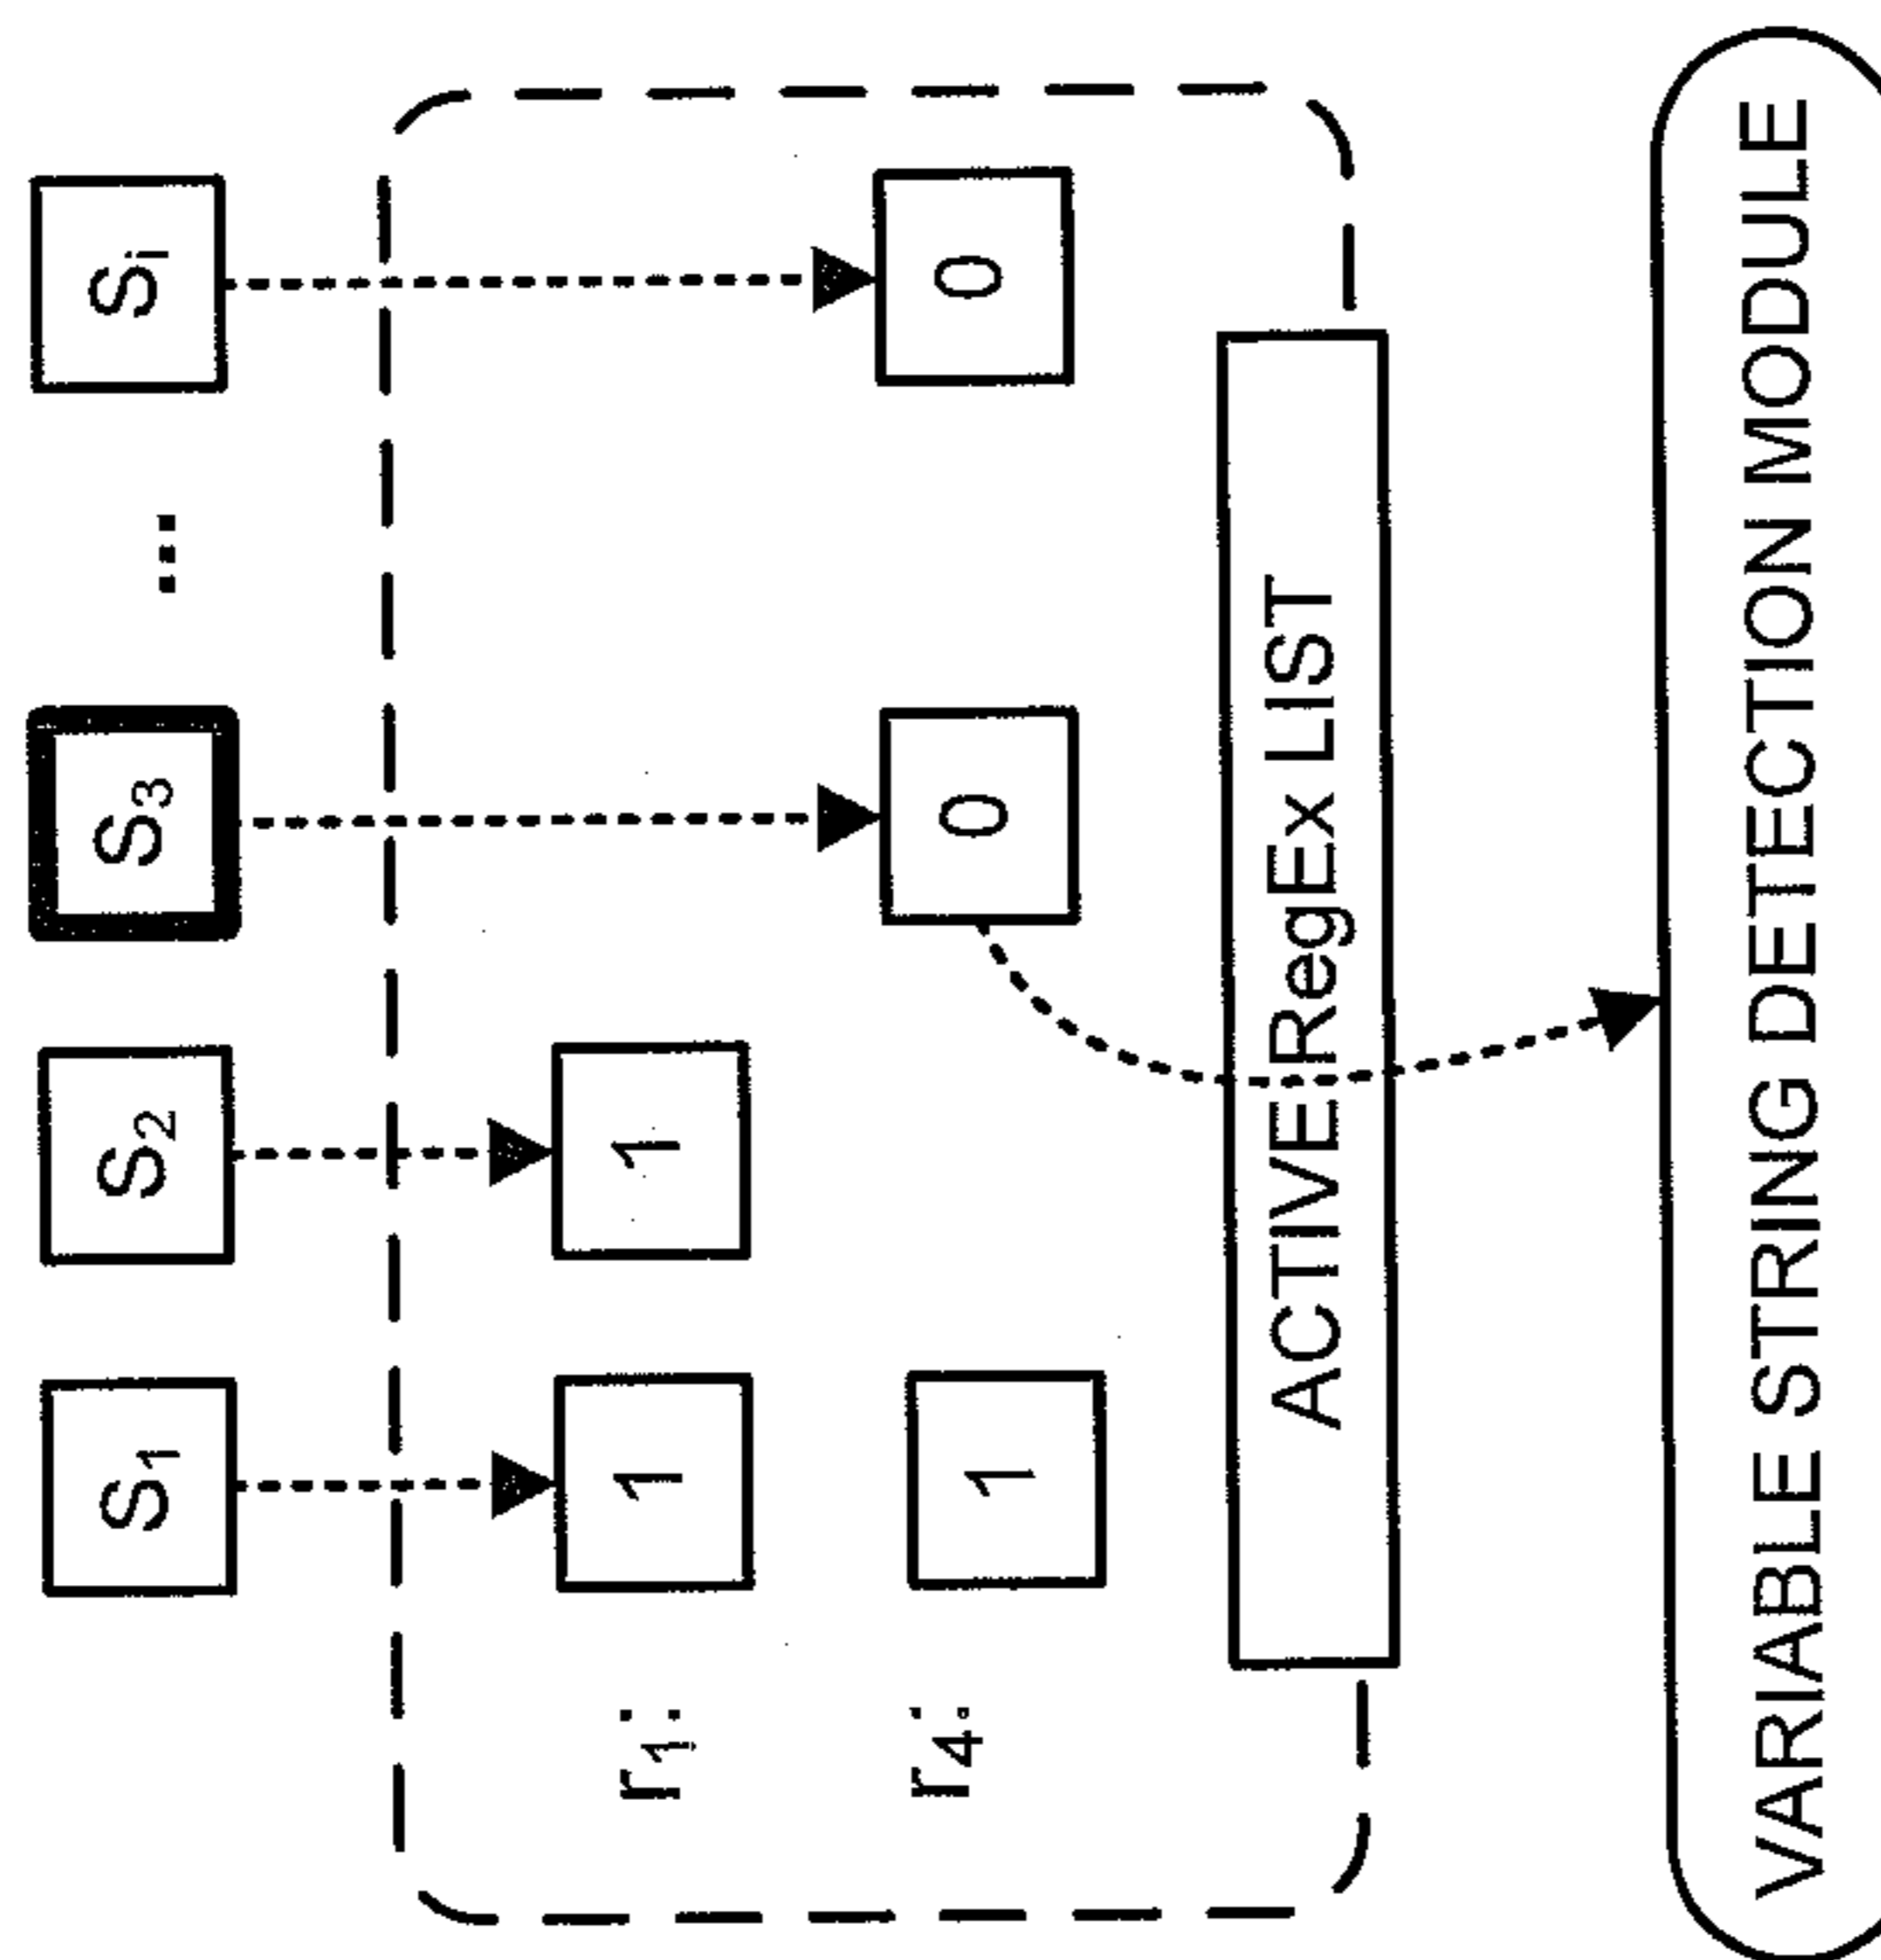 S1 S2 S3 ... Si
r1: 1 1
r4: 1 0 0
ACTIVE RegEx LIST
VARIABLE STRING DETECTION MODULE